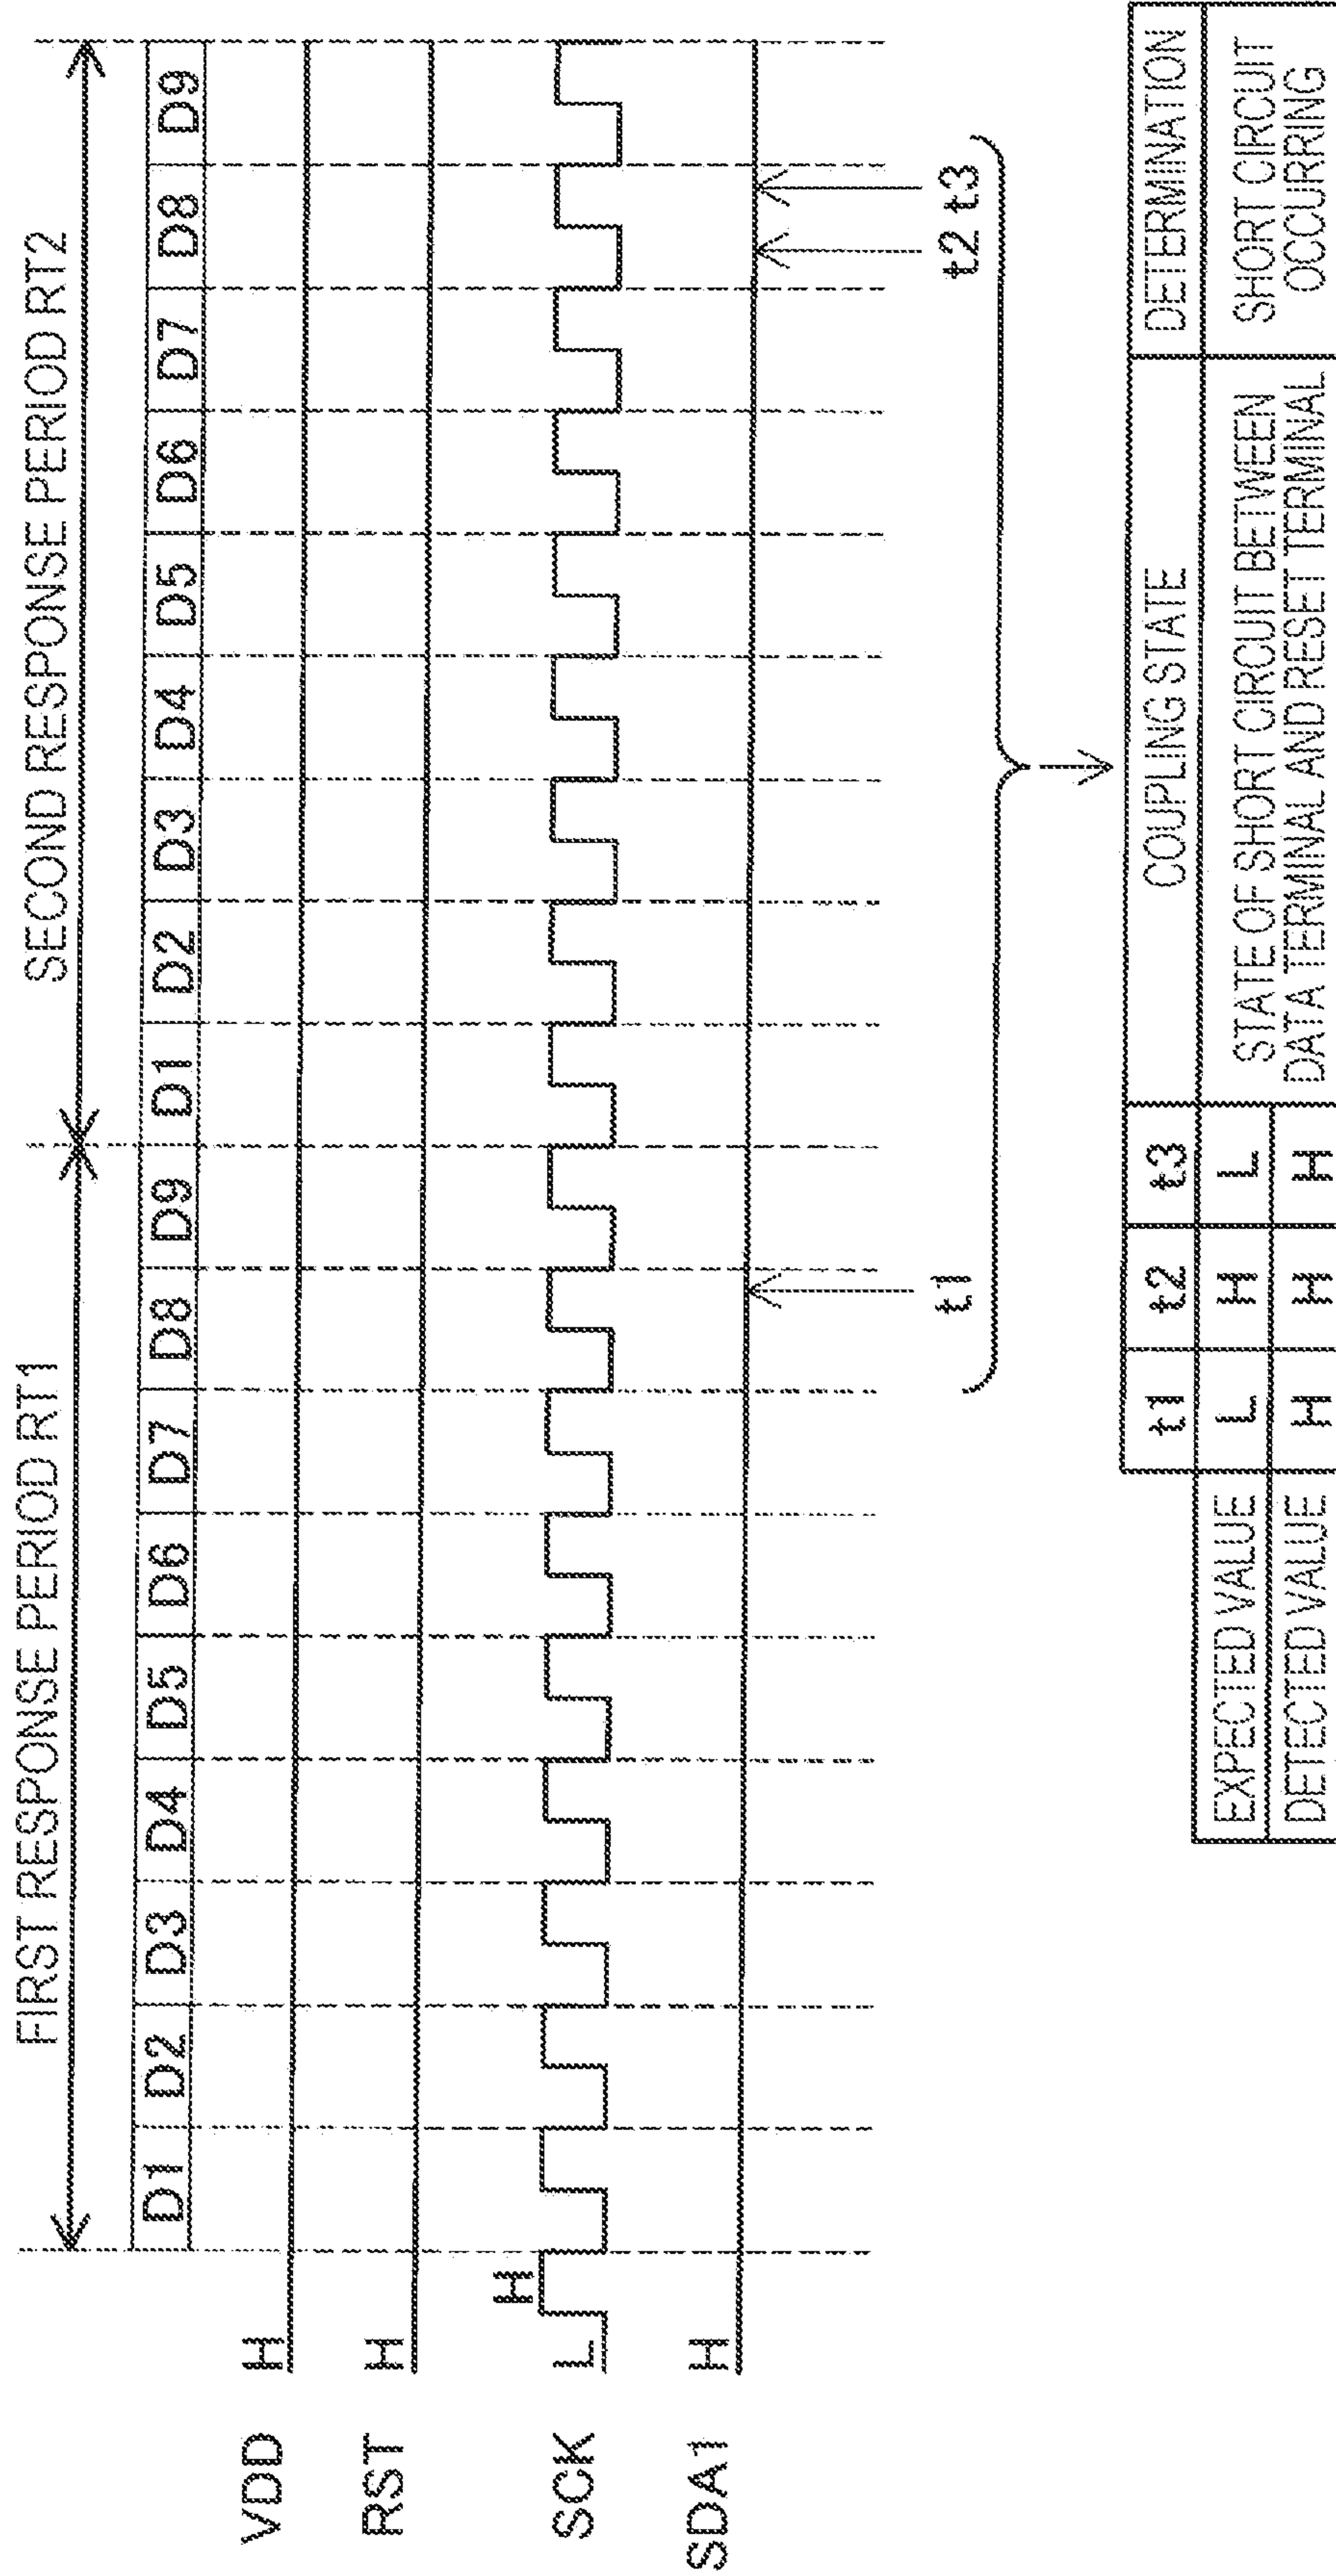 FIRST RESPONSE PERIOD RT1 SECOND RESPONSE PERIOD RT2
D1 D2 D3 D4 D5 D6 D7 D8 D9 D1 D2 D3 D4 D5 D6 D7 D8 D9
VDD H
RST H
SCK L H
SDA1 H
t1 t2 t3
t1 t2 t3 COUPLING STATE DETERMINATION
EXPECTED VALUE L H L
DETECTED VALUE H H H
STATE OF SHORT CIRCUIT BETWEEN
DATA TERMINAL AND RESET TERMINAL
SHORT CIRCUIT
OCCURRING